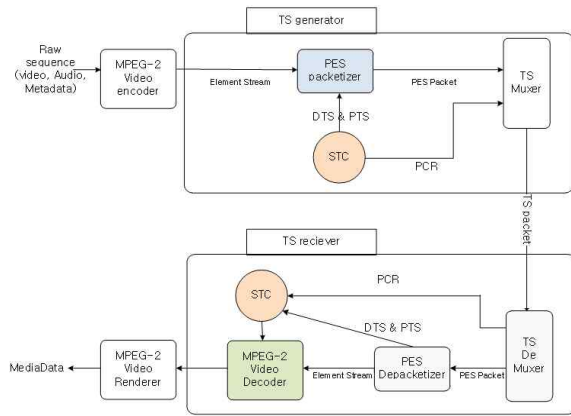 TS generator
Raw
sequence
(video, Audio,
Metadata)
MPEG-2
Video
encoder
Element Stream
PES
packetizer
PES Packet
TS
Muxer
DTS & PTS
STC
PCR
TS packet
TS reciever
PCR
STC
DTS & PTS
TS
De
Muxer
MediaData
MPEG-2
Video
Renderer
MPEG-2
Video
Decoder
Element Stream
PES
Depacketizer
PES Packet